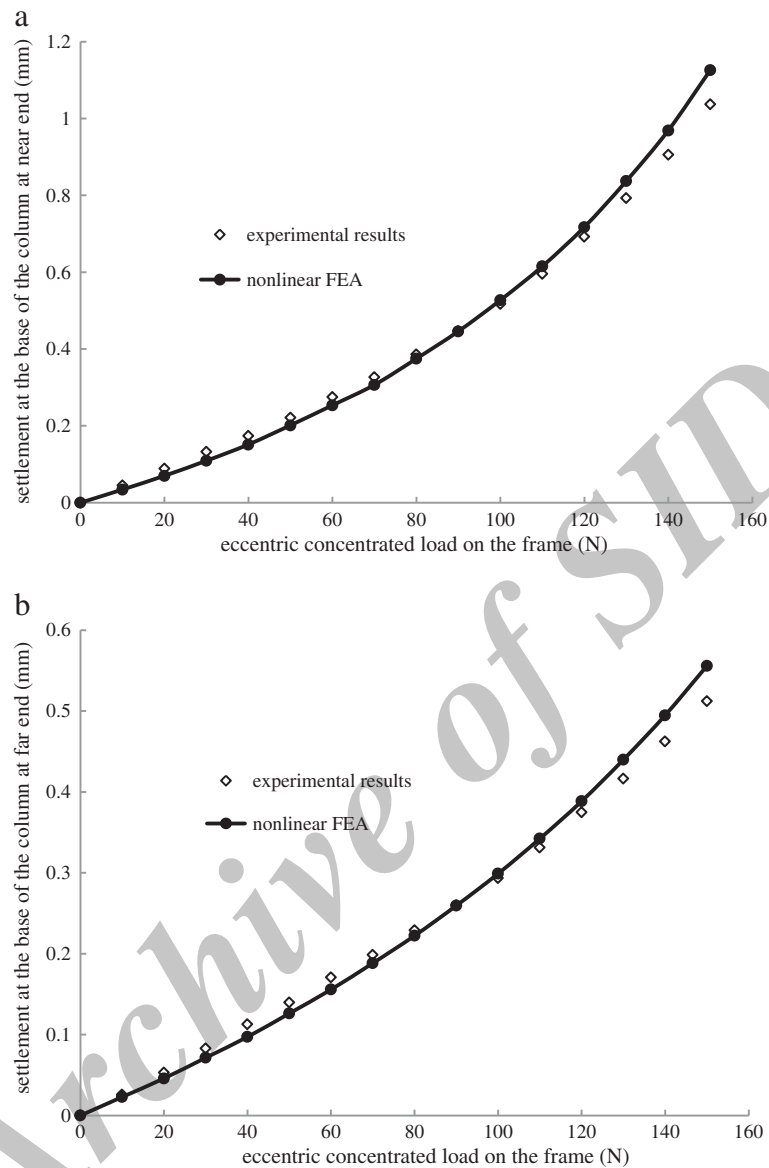 a
settlement at the base of the column at near end (mm)
1.2
1
0.8
0.6
0.4
0.2
0
experimental results
nonlinear FEA
0 20 40 60 80 100 120 140 160
eccentric concentrated load on the frame (N)
b
settlement at the base of the column at far end (mm)
0.6
0.5
0.4
0.3
0.2
0.1
0
experimental results
nonlinear FEA
0 20 40 60 80 100 120 140 160
eccentric concentrated load on the frame (N)
Archive of SID